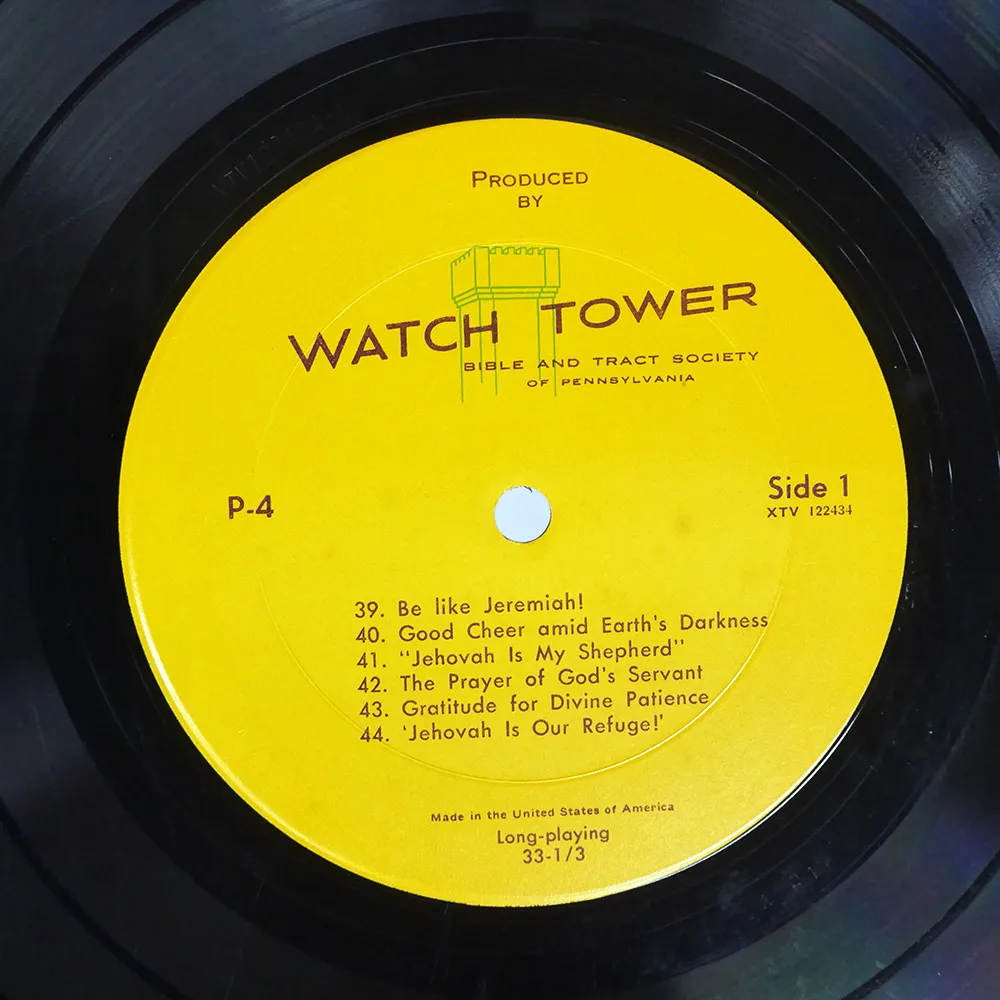 PRODUCED
BY
WATCH TOWER
BIBLE AND TRACT SOCIETY
OF PENNSYLVANIA
P-4
Side 1
XTV 122434
39. Be like Jeremiah!
40. Good Cheer amid Earth's Darkness
41. "Jehovah Is My Shepherd"
42. The Prayer of God's Servant
43. Gratitude for Divine Patience
44. 'Jehovah Is Our Refuge!'
Made in the United States of America
Long-playing
33-1/3